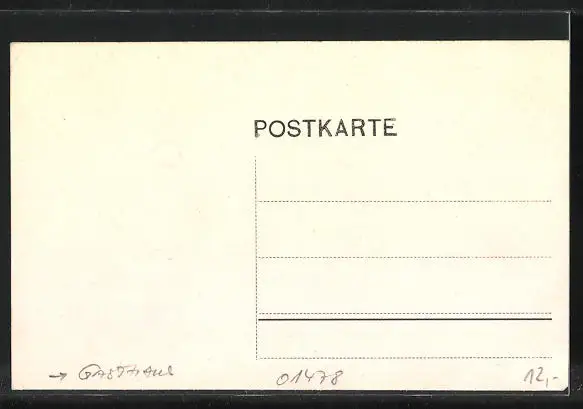 POSTKARTE
→ GASTHAUS
01478
12,-